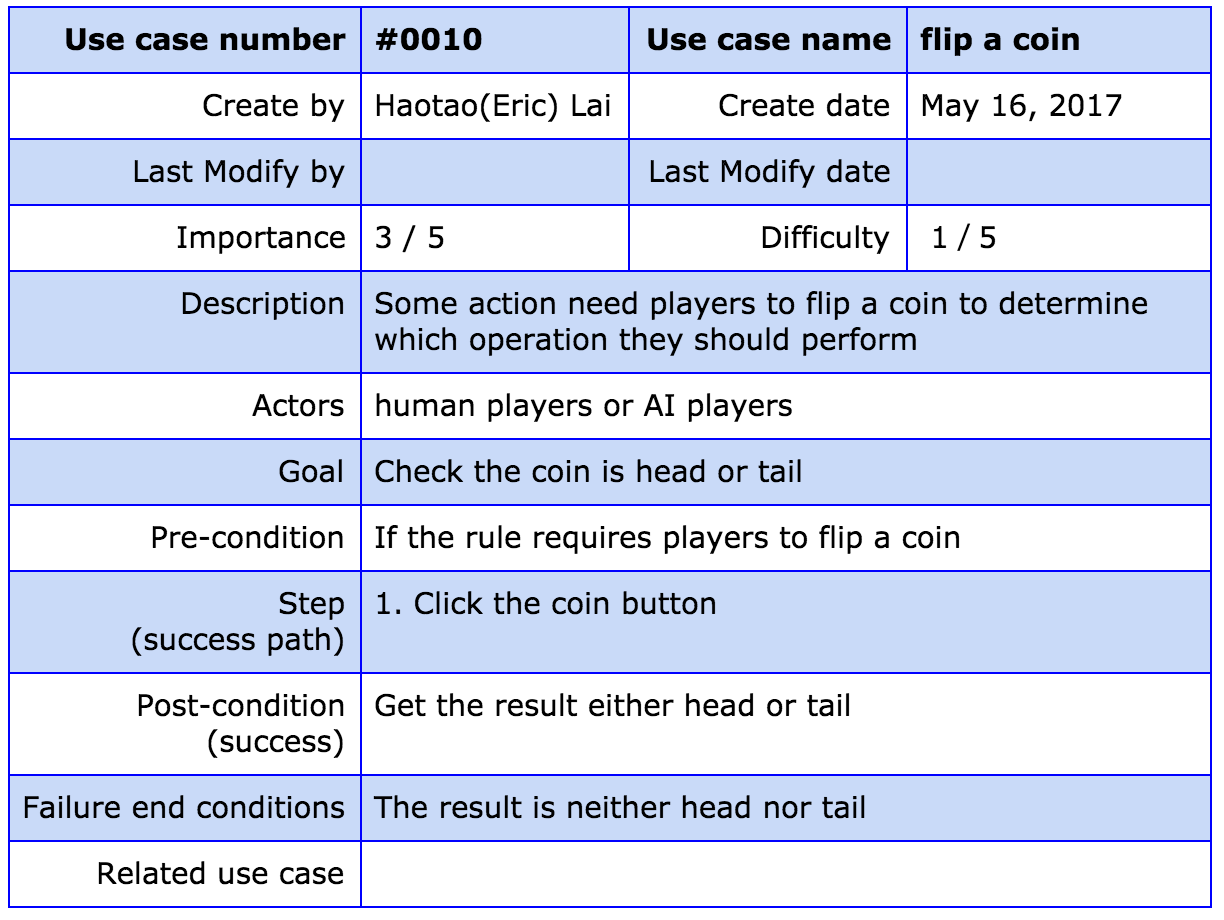 Use case number #0010 Use case name flip a coin
Create by Haotao(Eric) Lai Create date May 16, 2017
Last Modify by Last Modify date
Importance 3 / 5 Difficulty 1 / 5
Description Some action need players to flip a coin to determine
which operation they should perform
Actors human players or AI players
Goal Check the coin is head or tail
Pre-condition If the rule requires players to flip a coin
Step 1. Click the coin button
(success path)
Post-condition Get the result either head or tail
(success)
Failure end conditions The result is neither head nor tail
Related use case